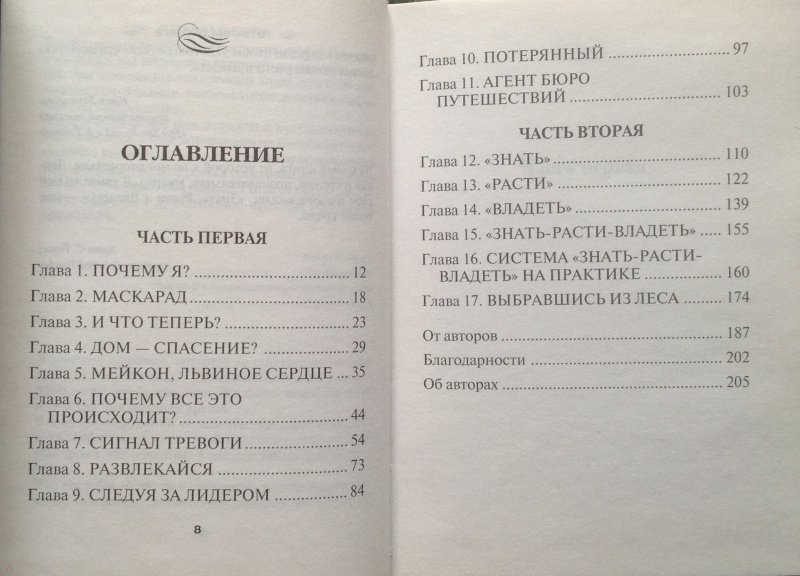 ОГЛАВЛЕНИЕ
ЧАСТЬ ПЕРВАЯ
Глава 1. ПОЧЕМУ Я? 12
Глава 2. МАСКАРАД 18
Глава 3. И ЧТО ТЕПЕРЬ? 23
Глава 4. ДОМ — СПАСЕНИЕ? 29
Глава 5. МЕЙКОН, ЛЬВИНОЕ СЕРДЦЕ 35
Глава 6. ПОЧЕМУ ВСЕ ЭТО
ПРОИСХОДИТ? 44
Глава 7. СИГНАЛ ТРЕВОГИ 54
Глава 8. РАЗВЛЕКАЙСЯ 73
Глава 9. СЛЕДУЯ ЗА ЛИДЕРОМ 84
8
Глава 10. ПОТЕРЯННЫЙ 97
Глава 11. АГЕНТ БЮРО
ПУТЕШЕСТВИЙ 103
ЧАСТЬ ВТОРАЯ
Глава 12. «ЗНАТЬ» 110
Глава 13. «РАСТИ» 122
Глава 14. «ВЛАДЕТЬ» 139
Глава 15. «ЗНАТЬ-РАСТИ-ВЛАДЕТЬ» 155
Глава 16. СИСТЕМА «ЗНАТЬ-РАСТИ-
ВЛАДЕТЬ» НА ПРАКТИКЕ 160
Глава 17. ВЫБРАВШИСЬ ИЗ ЛЕСА 174
От авторов 187
Благодарности 202
Об авторах 205